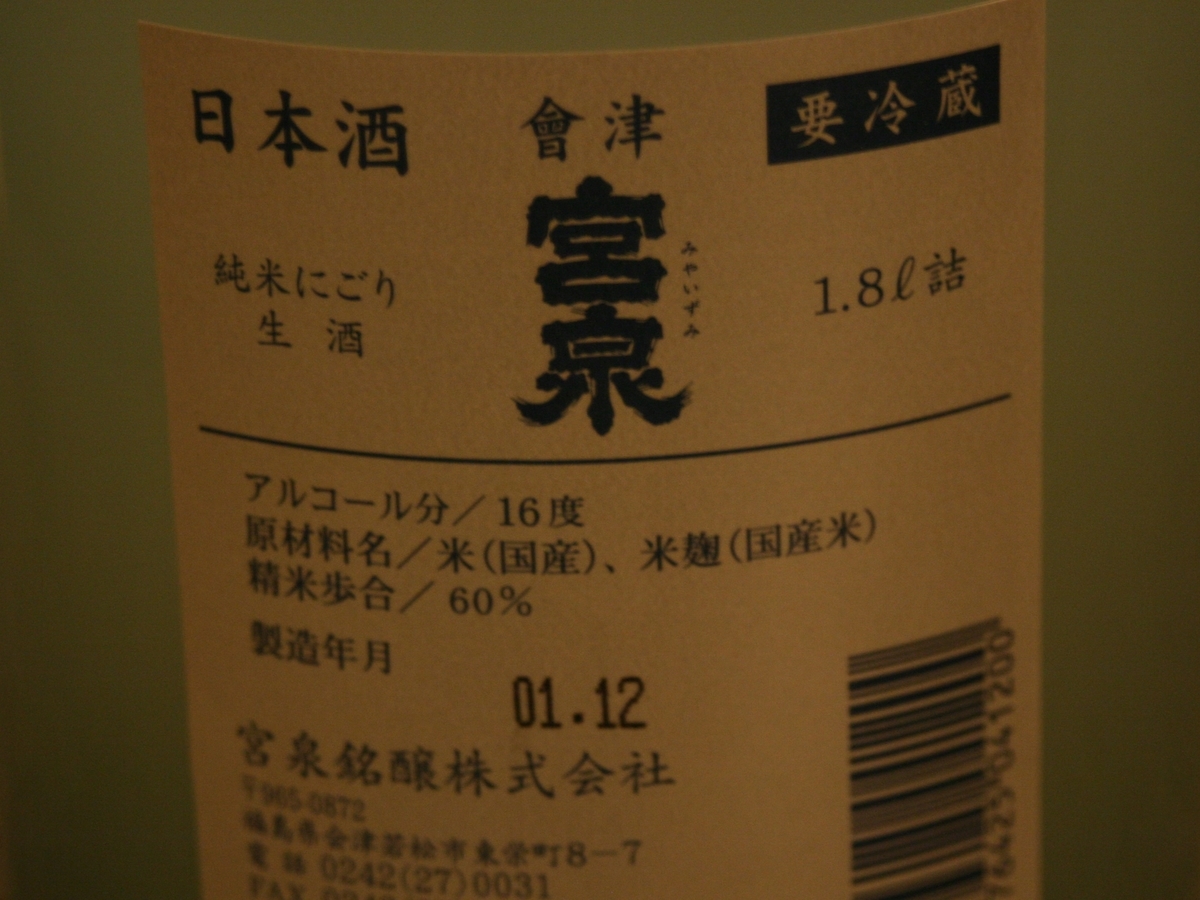 日本酒
會津
要冷蔵
宮泉
みやいずみ
純米にごり
生酒
1.8ℓ詰
アルコール分／16度
原材料名／米(国産)、米麹(国産米)
精米歩合／60%
製造年月
01.12
宮泉銘醸株式会社
〒965-0872
福島県会津若松市東栄町8-7
電話 0242(27)0031
FAX